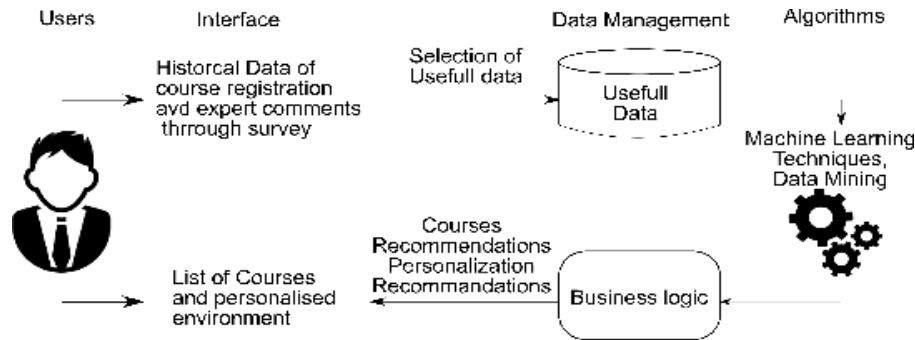 Users
Interface
Data Management
Algorithms
Historcal Data of
course registration
avd expert comments
thrrough survey
Selection of
Usefull data
Usefull
Data
Machine Learning
Techniques,
Data Mining
Courses
Recommendations
Personalization
Recommandations
List of Courses
and personalised
environment
Business logic